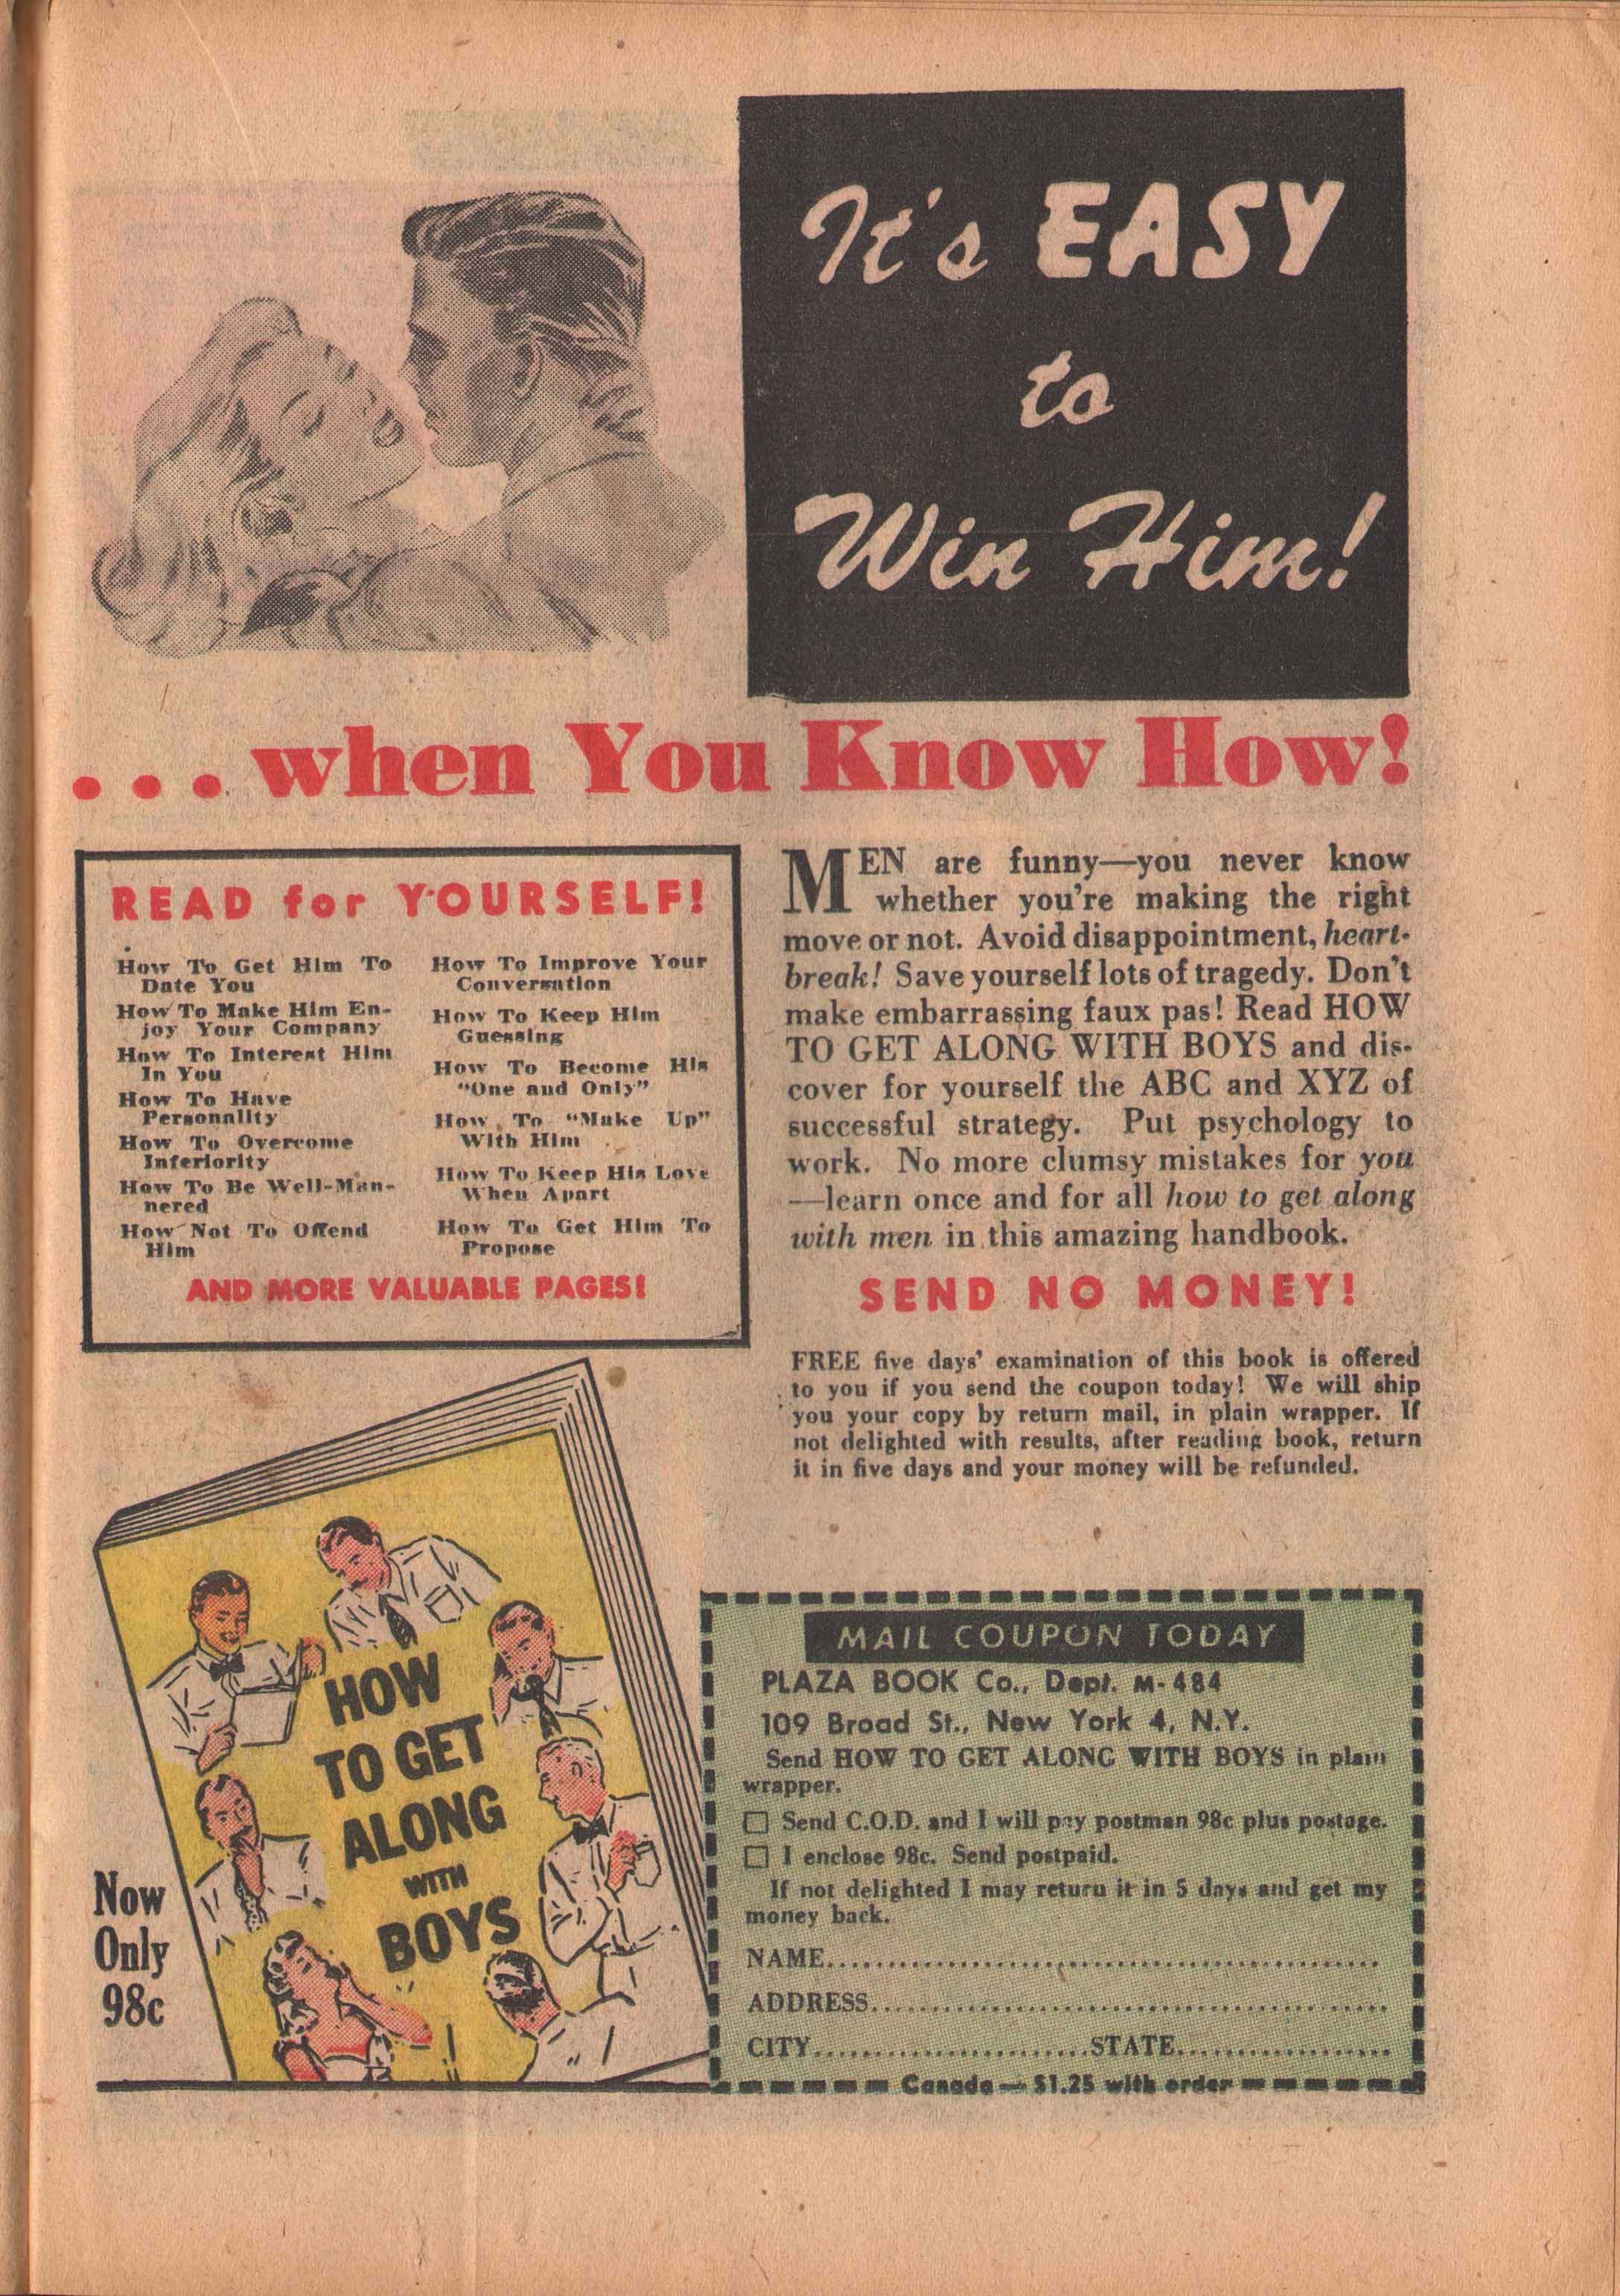 It's EASY
to
Win Him!
. . . when You Know How!
READ for YOURSELF!
How To Get Him To
Date You
How To Make Him En-
joy Your Company
How To Interest Him
In You
How To Have
Personality
How To Overcome
Inferiority
How To Be Well-Man-
nered
How Not To Offend
Him
How To Improve Your
Conversation
How To Keep Him
Guessing
How To Become His
"One and Only"
How To "Make Up"
With Him
How To Keep His Love
When Apart
How To Get Him To
Propose
AND MORE VALUABLE PAGES!
MEN are funny—you never know
whether you're making the right
move or not. Avoid disappointment, heart-
break! Save yourself lots of tragedy. Don't
make embarrassing faux pas! Read HOW
TO GET ALONG WITH BOYS and dis-
cover for yourself the ABC and XYZ of
successful strategy. Put psychology to
work. No more clumsy mistakes for you
—learn once and for all how to get along
with men in this amazing handbook.
SEND NO MONEY!
FREE five days' examination of this book is offered
to you if you send the coupon today! We will ship
you your copy by return mail, in plain wrapper. If
not delighted with results, after reading book, return
it in five days and your money will be refunded.
HOW
TO GET
ALONG
WITH
BOYS
Now
Only
98c
MAIL COUPON TODAY
PLAZA BOOK Co., Dept. M-484
109 Broad St., New York 4, N.Y.
Send HOW TO GET ALONG WITH BOYS in plain
wrapper.
☐ Send C.O.D. and I will pay postman 98c plus postage.
☐ I enclose 98c. Send postpaid.
If not delighted I may return it in 5 days and get my
money back.
NAME............................................
ADDRESS.........................................
CITY......................STATE.................
Canada — $1.25 with order